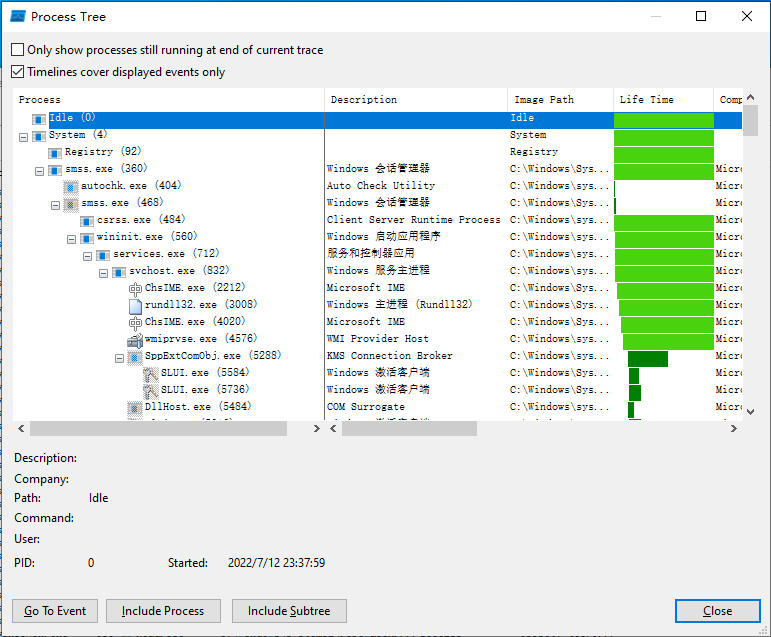 Process Tree
Only show processes still running at end of current trace
Timelines cover displayed events only
Process Description Image Path Life Time Comp
Idle (0) Idle
System (4) System
Registry (92) Registry
smss.exe (360) Windows 会话管理器 C:\Windows\Sys... Micro
autochk.exe (404) Auto Check Utility C:\Windows\sys... Micro
smss.exe (468) Windows 会话管理器 C:\Windows\Sys... Micro
csrss.exe (484) Client Server Runtime Process C:\Windows\sys... Micro
wininit.exe (560) Windows 启动应用程序 C:\Windows\sys... Micro
services.exe (712) 服务和控制器应用 C:\Windows\sys... Micro
svchost.exe (832) Windows 服务主进程 C:\Windows\sys... Micro
ChsIME.exe (2212) Microsoft IME C:\Windows\Sys... Micro
rundll32.exe (3008) Windows 主进程 (Rundll32) C:\Windows\sys... Micro
ChsIME.exe (4020) Microsoft IME C:\Windows\Sys... Micro
wmiprvse.exe (4576) WMI Provider Host C:\Windows\sys... Micro
SppExtComObj.exe (5288) KMS Connection Broker C:\Windows\sys... Micro
SLUI.exe (5584) Windows 激活客户端 C:\Windows\Sys... Micro
SLUI.exe (5736) Windows 激活客户端 C:\Windows\Sys... Micro
DllHost.exe (5484) COM Surrogate C:\Windows\sys... Micro
Description:
Company:
Path: Idle
Command:
User:
PID: 0 Started: 2022/7/12 23:37:59
Go To Event Include Process Include Subtree Close